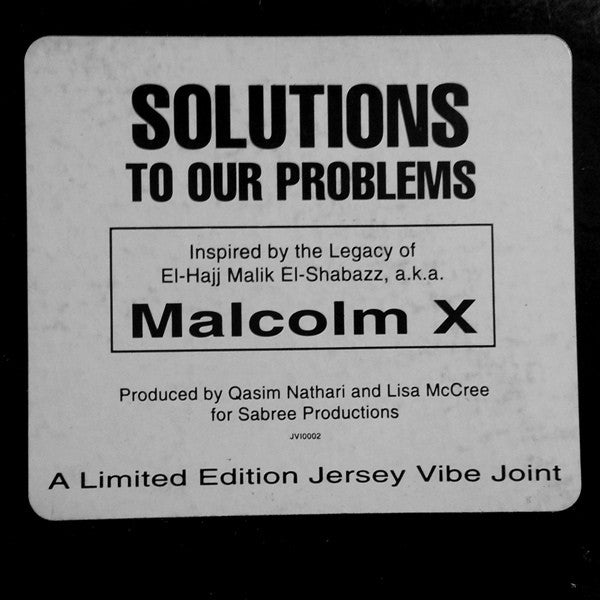 SOLUTIONS
TO OUR PROBLEMS
Inspired by the Legacy of
El-Hajj Malik El-Shabazz, a.k.a.
Malcolm X
Produced by Qasim Nathari and Lisa McCree
for Sabree Productions
JVI0002
A Limited Edition Jersey Vibe Joint